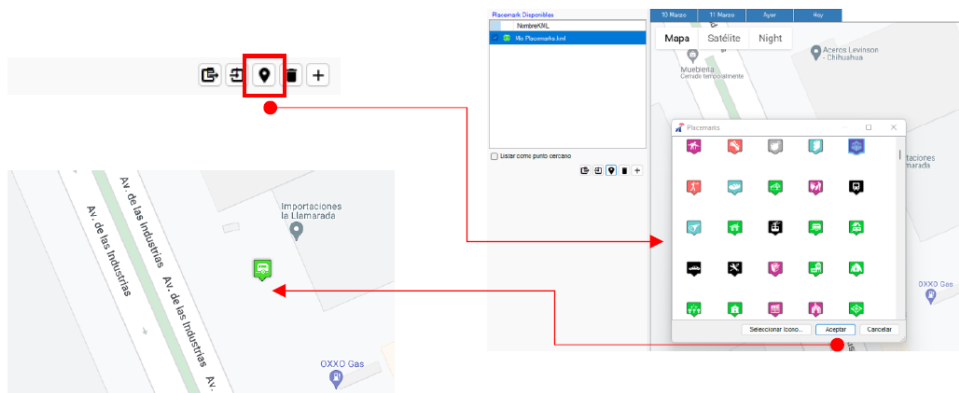 Placemark Disponibles
NombreKML
Mis Placemarks.kml
Listar como punto cercano
10 Marzo
11 Marzo
Ayer
Hoy
Mapa
Satélite
Night
Muebleria
Cerrado temporalmente
Aceros Levinson
- Chihuahua
Placemarks
OXXO Gas
Seleccionar Icono...
Aceptar
Cancelar
Av. de las Industrias
Av. de las Industrias
Av. de las Industrias
Av.
Importaciones
la Llamarada
OXXO Gas